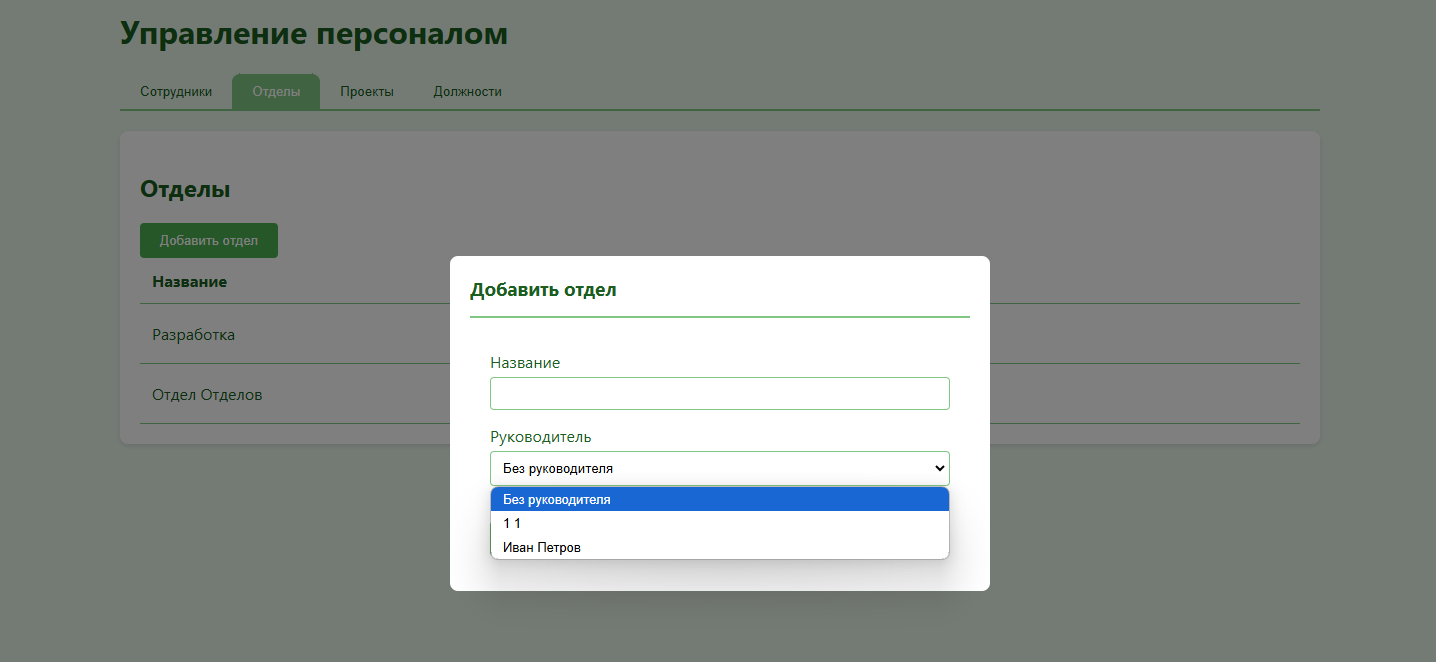 Управление персоналом
Сотрудники Отделы Проекты Должности
Отделы
Добавить отдел
Название
Разработка
Отдел Отделов
Добавить отдел
Название
Руководитель
Без руководителя
Без руководителя
1 1
Иван Петров